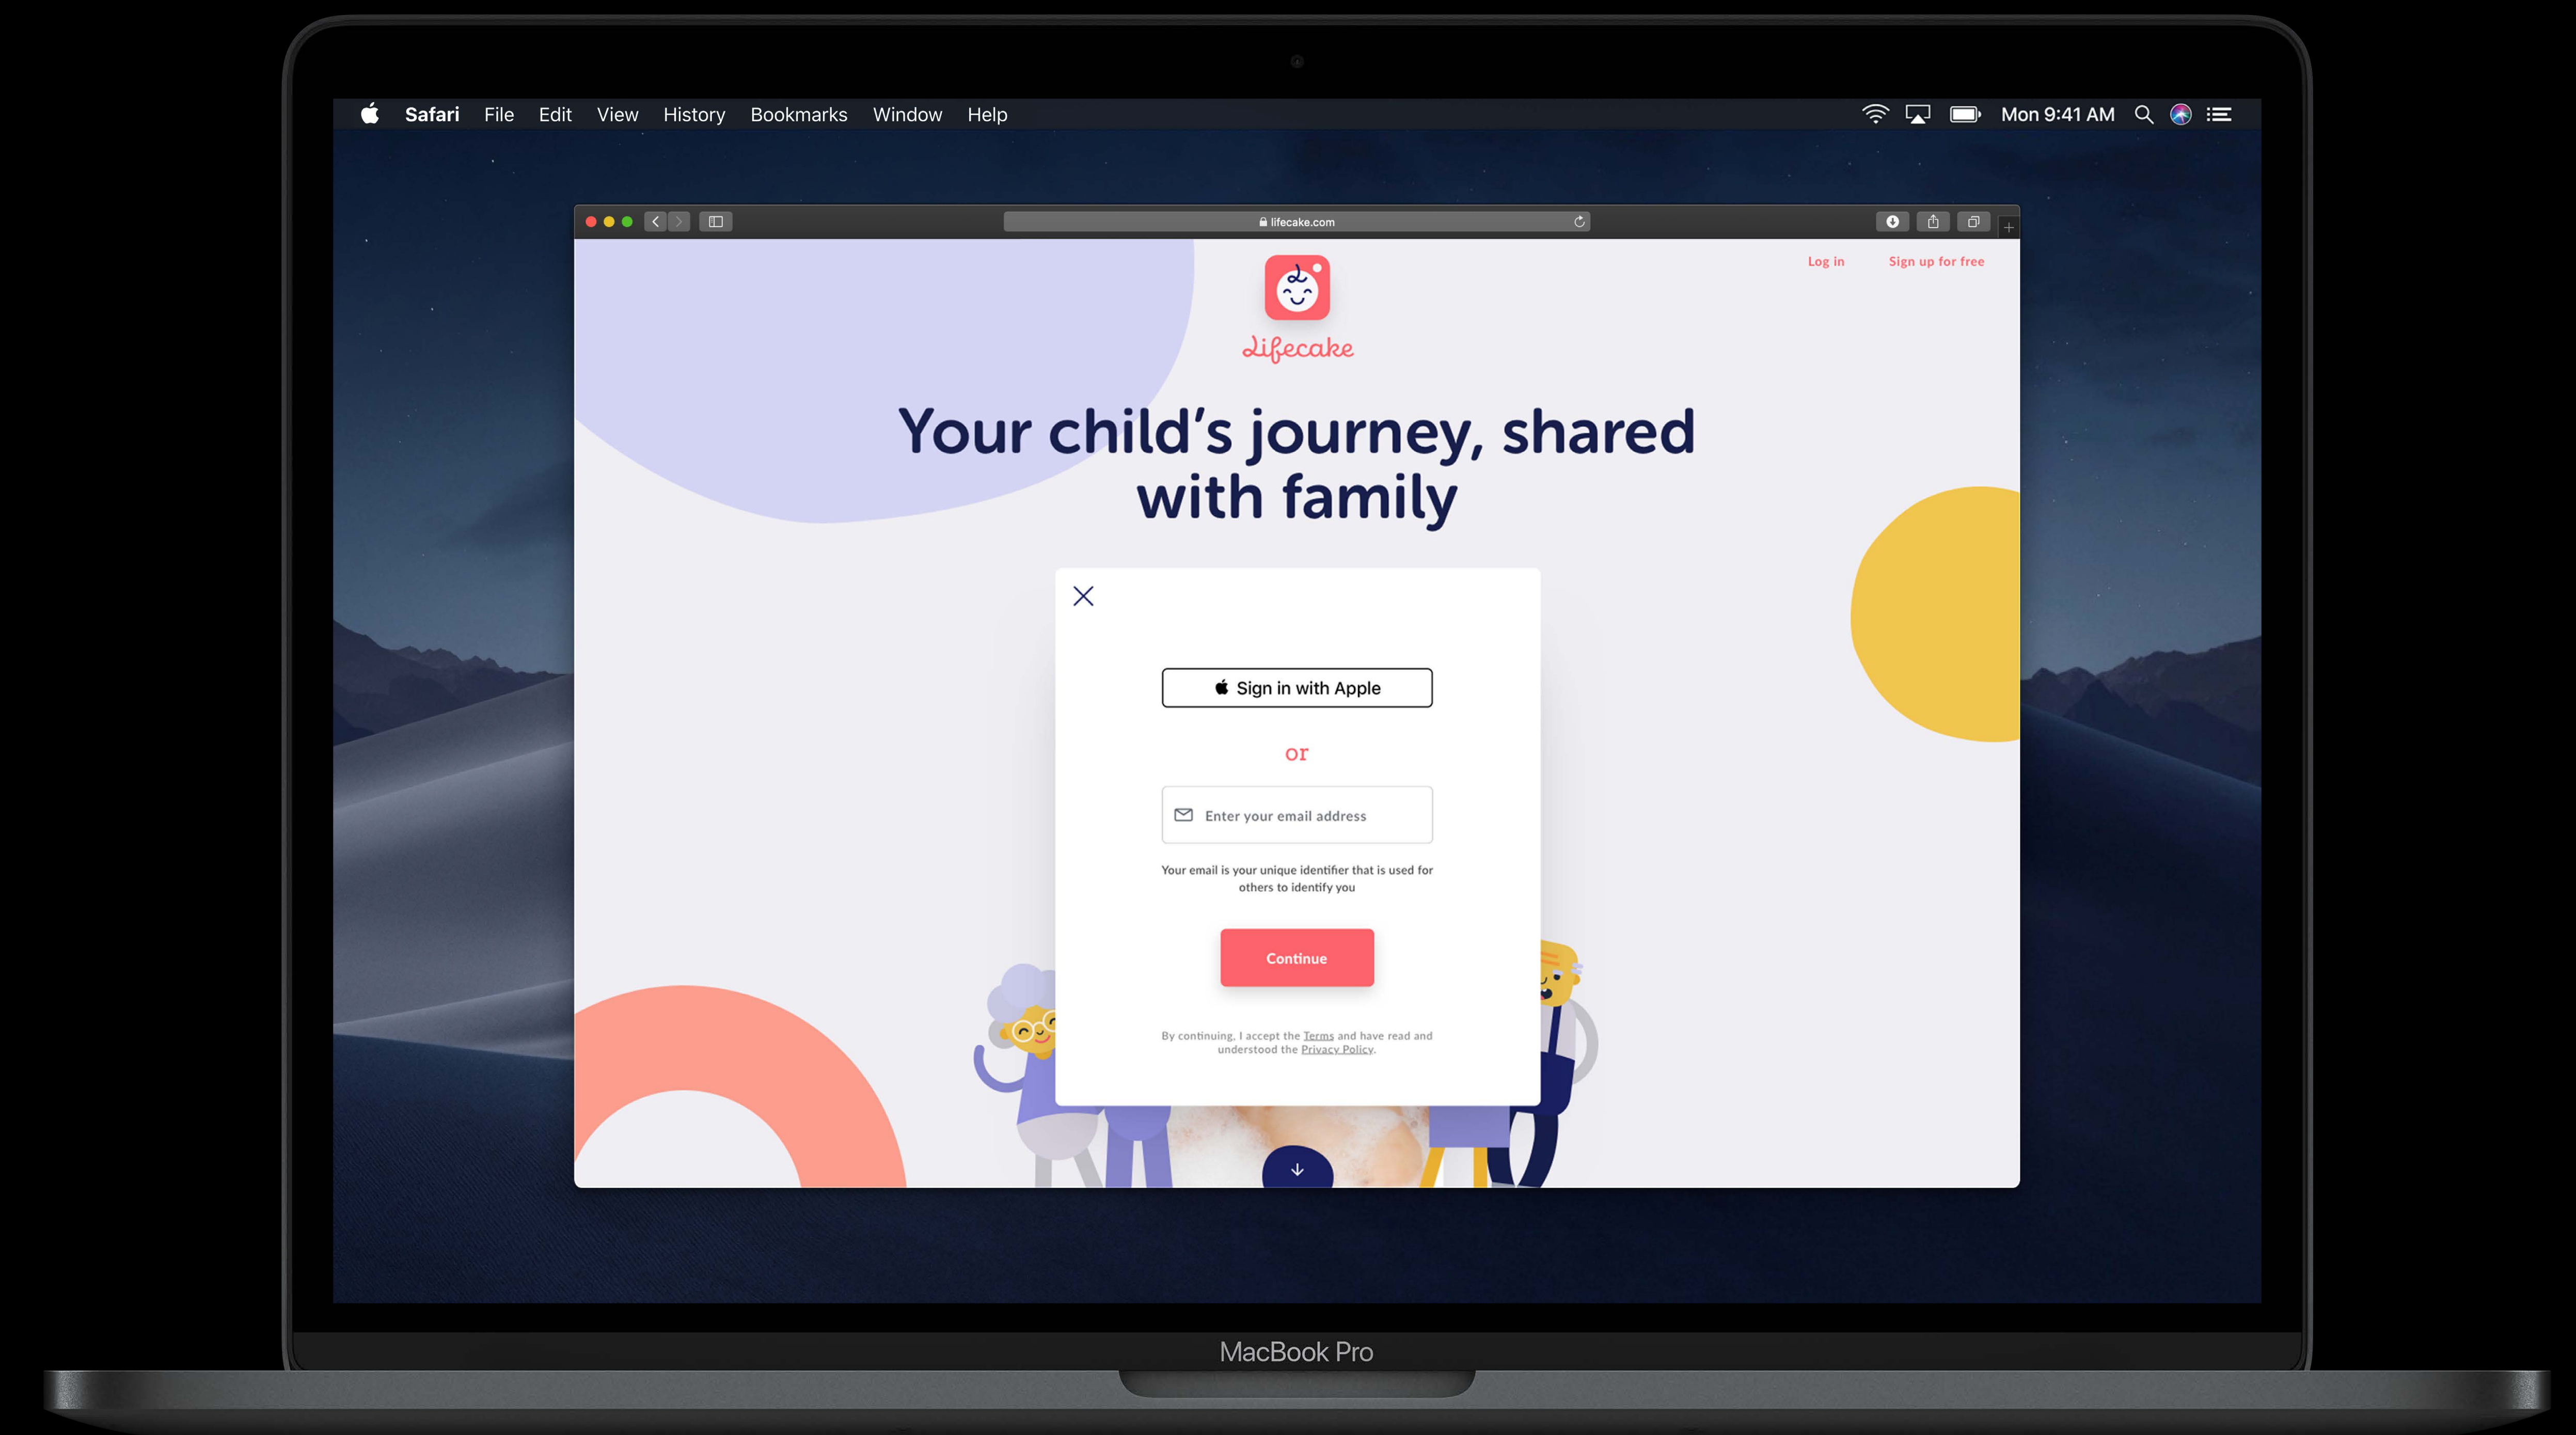 Safari File Edit View History Bookmarks Window Help
Mon 9:41 AM
lifecake.com
Log in Sign up for free
Lifecake
Your child's journey, shared
with family
Sign in with Apple
or
Enter your email address
Your email is your unique identifier that is used for
others to identify you
Continue
By continuing, I accept the Terms and have read and
understood the Privacy Policy.
MacBook Pro